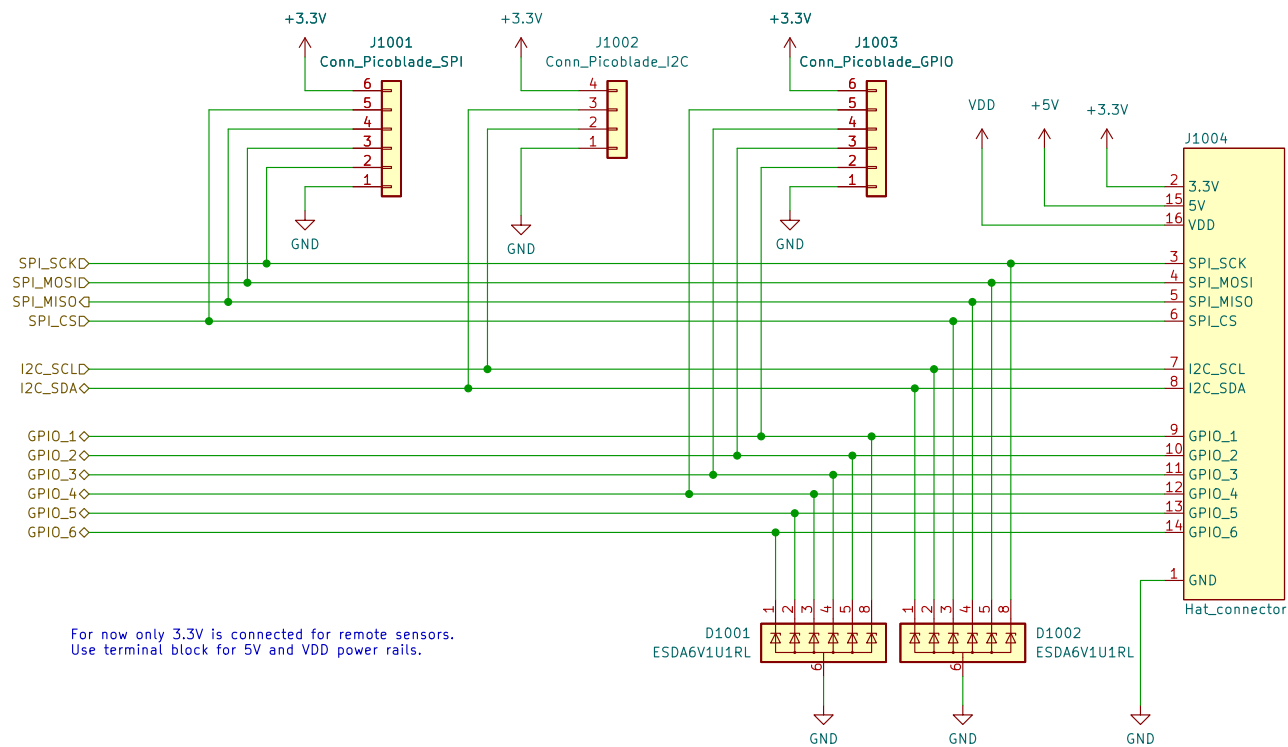 +3.3V
+3.3V
+3.3V
J1001
Conn_Picoblade_SPI
6
5
4
3
2
1
GND
J1002
Conn_Picoblade_I2C
4
3
2
1
GND
J1003
Conn_Picoblade_GPIO
6
5
4
3
2
1
GND
VDD
+5V
+3.3V
J1004
2 3.3V
15 5V
16 VDD
SPI_SCK 3 SPI_SCK
SPI_MOSI 4 SPI_MOSI
SPI_MISO 5 SPI_MISO
SPI_CS 6 SPI_CS
I2C_SCL 7 I2C_SCL
I2C_SDA 8 I2C_SDA
GPIO_1 9 GPIO_1
GPIO_2 10 GPIO_2
GPIO_3 11 GPIO_3
GPIO_4 12 GPIO_4
GPIO_5 13 GPIO_5
GPIO_6 14 GPIO_6
1 GND
Hat_connector
For now only 3.3V is connected for remote sensors.
Use terminal block for 5V and VDD power rails.
1 2 3 4 5 8
D1001
ESDA6V1U1RL
6
GND
1 2 3 4 5 8
D1002
ESDA6V1U1RL
6
GND
GND